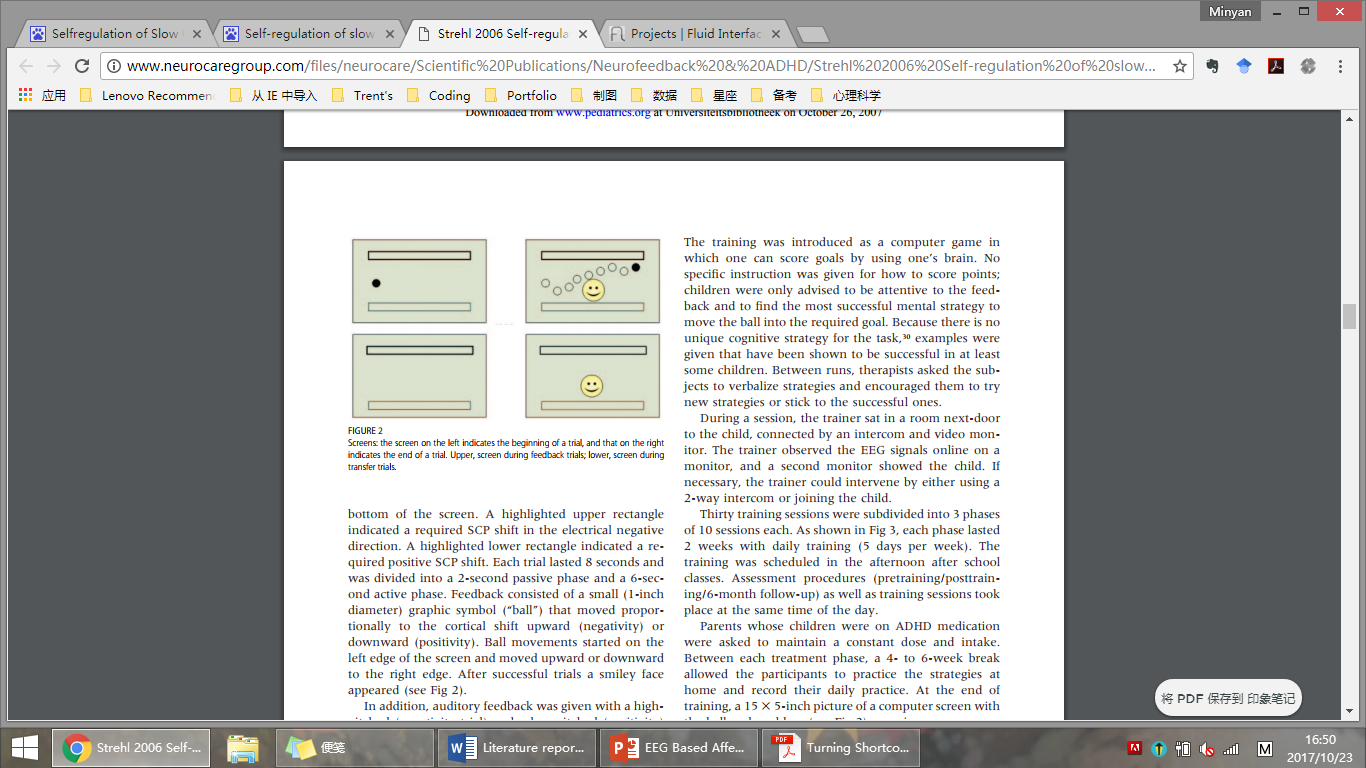 Minyan
Selfregulation of Slow
Self-regulation of slow
Strehl 2006 Self-regula
Projects | Fluid Interfac
www.neurocaregroup.com/files/neurocare/Scientific%20Publications/Neurofeedback%20&%20ADHD/Strehl%202006%20Self-regulation%20of%20slow...
应用
Lenovo Recommen
从 IE 中导入
Trent's
Coding
Portfolio
制图
数据
星座
备考
心理科学
Downloaded from www.pediatrics.org at Universiteitsbibliotheek on October 26, 2007
FIGURE 2
Screens: the screen on the left indicates the beginning of a trial, and that on the right
indicates the end of a trial. Upper, screen during feedback trials; lower, screen during
transfer trials.
bottom of the screen. A highlighted upper rectangle
indicated a required SCP shift in the electrical negative
direction. A highlighted lower rectangle indicated a re-
quired positive SCP shift. Each trial lasted 8 seconds and
was divided into a 2-second passive phase and a 6-sec-
ond active phase. Feedback consisted of a small (1-inch
diameter) graphic symbol (“ball”) that moved propor-
tionally to the cortical shift upward (negativity) or
downward (positivity). Ball movements started on the
left edge of the screen and moved upward or downward
to the right edge. After successful trials a smiley face
appeared (see Fig 2).
In addition, auditory feedback was given with a high-
The training was introduced as a computer game in
which one can score goals by using one’s brain. No
specific instruction was given for how to score points;
children were only advised to be attentive to the feed-
back and to find the most successful mental strategy to
move the ball into the required goal. Because there is no
unique cognitive strategy for the task,³⁰ examples were
given that have been shown to be successful in at least
some children. Between runs, therapists asked the sub-
jects to verbalize strategies and encouraged them to try
new strategies or stick to the successful ones.
During a session, the trainer sat in a room next-door
to the child, connected by an intercom and video mon-
itor. The trainer observed the EEG signals online on a
monitor, and a second monitor showed the child. If
necessary, the trainer could intervene by either using a
2-way intercom or joining the child.
Thirty training sessions were subdivided into 3 phases
of 10 sessions each. As shown in Fig 3, each phase lasted
2 weeks with daily training (5 days per week). The
training was scheduled in the afternoon after school
classes. Assessment procedures (pretraining/posttrain-
ing/6-month follow-up) as well as training sessions took
place at the same time of the day.
Parents whose children were on ADHD medication
were asked to maintain a constant dose and intake.
Between each treatment phase, a 4- to 6-week break
allowed the participants to practice the strategies at
home and record their daily practice. At the end of
training, a 15 × 5-inch picture of a computer screen with
将 PDF 保存到 印象笔记
Strehl 2006 Self-...
便笺
Literature repor...
EEG Based Affe...
Turning Shortco...
M
16:50
2017/10/23